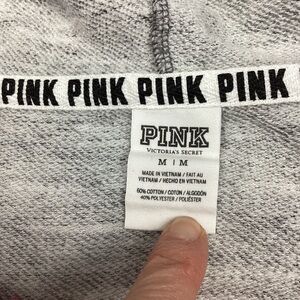 PINK PINK PINK PINK
PINK
VICTORIA'S SECRET
M | M
MADE IN VIETNAM / FAIT AU
VIETNAM / HECHO EN VIETNAM
60% COTTON / COTON / ALGODÓN
40% POLYESTER / POLIÉSTER